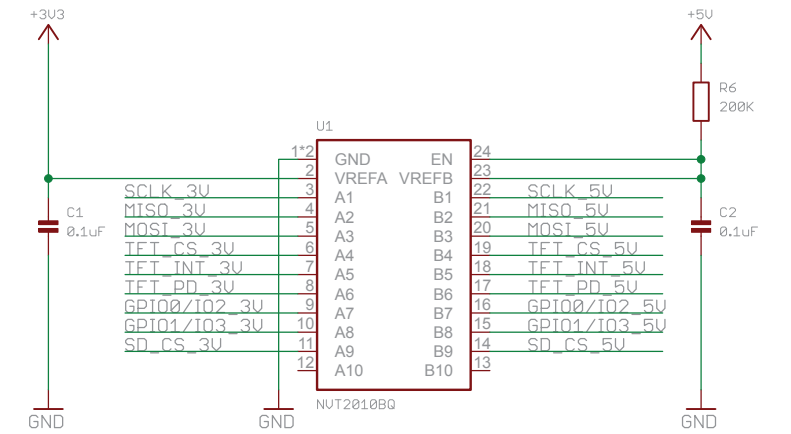 +3V3
+5V
R6
200K
U1
1*2 GND EN 24
2 VREFA VREFB 23
SCLK_3V 3 A1 B1 22 SCLK_5V
MISO_3V 4 A2 B2 21 MISO_5V
MOSI_3V 5 A3 B3 20 MOSI_5V
TFT_CS_3V 6 A4 B4 19 TFT_CS_5V
TFT_INT_3V 7 A5 B5 18 TFT_INT_5V
TFT_PD_3V 8 A6 B6 17 TFT_PD_5V
GPIO0/IO2_3V 9 A7 B7 16 GPIO0/IO2_5V
GPIO1/IO3_3V 10 A8 B8 15 GPIO1/IO3_5V
SD_CS_3V 11 A9 B9 14 SD_CS_5V
12 A10 B10 13
C1
0.1uF
C2
0.1uF
NVT2010BQ
GND
GND
GND